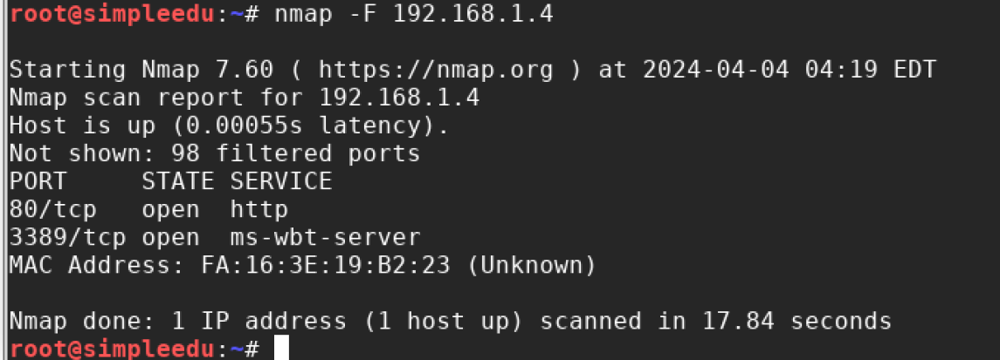 root@simpleedu:~# nmap -F 192.168.1.4
Starting Nmap 7.60 ( https://nmap.org ) at 2024-04-04 04:19 EDT
Nmap scan report for 192.168.1.4
Host is up (0.00055s latency).
Not shown: 98 filtered ports
PORT     STATE SERVICE
80/tcp   open  http
3389/tcp open  ms-wbt-server
MAC Address: FA:16:3E:19:B2:23 (Unknown)
Nmap done: 1 IP address (1 host up) scanned in 17.84 seconds
root@simpleedu:~#